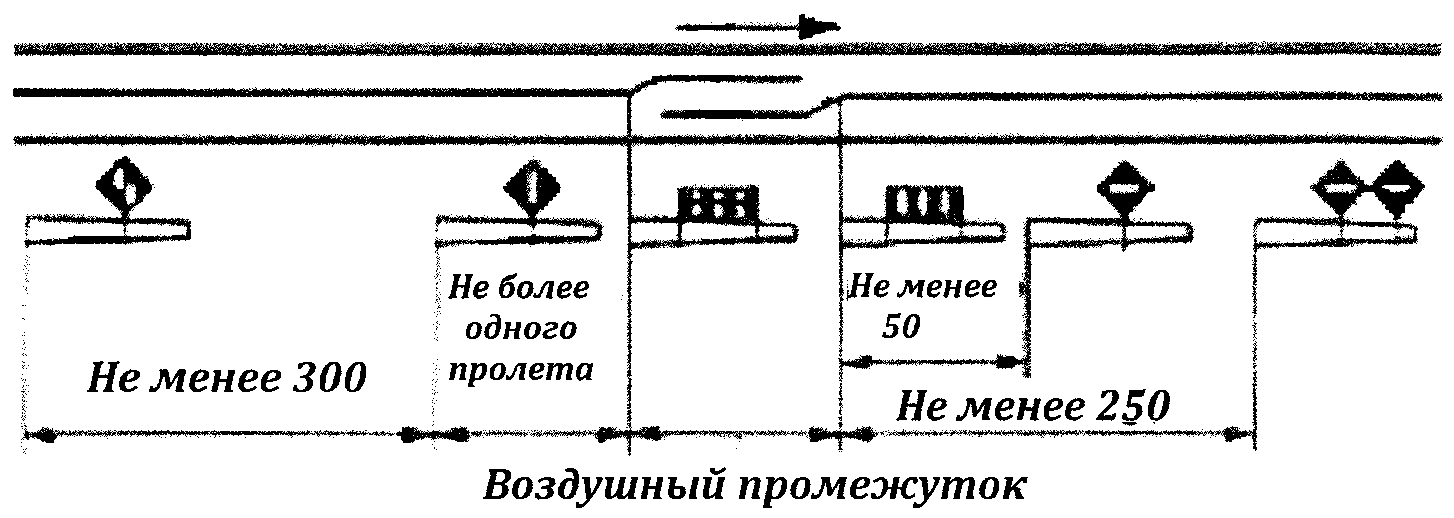 Не более
одного
пролета
Не менее
50
Не менее 300
Не менее 250
Воздушный промежуток